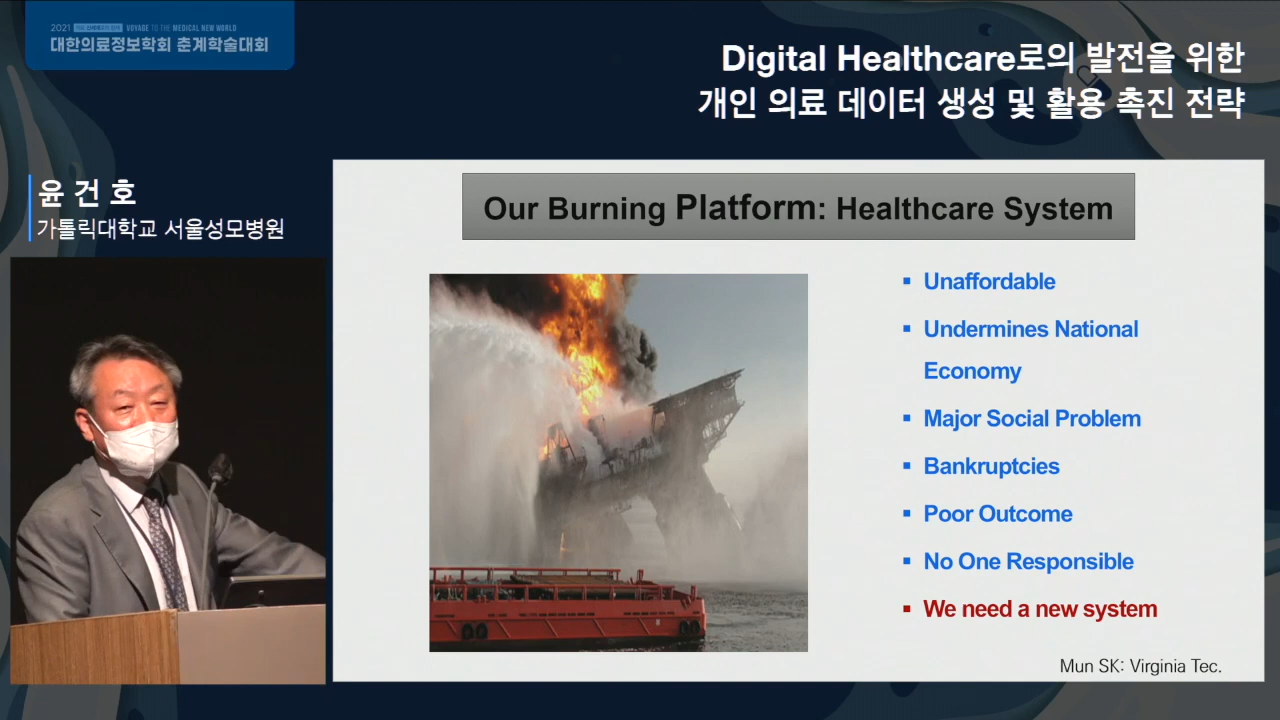 2021 VOYAGE TO THE MEDICAL NEW WORLD
대한의료정보학회 춘계학술대회
Digital Healthcare로의 발전을 위한
개인 의료 데이터 생성 및 활용 촉진 전략
윤 건 호
가톨릭대학교 서울성모병원
Our Burning Platform: Healthcare System
▪ Unaffordable
▪ Undermines National
Economy
▪ Major Social Problem
▪ Bankruptcies
▪ Poor Outcome
▪ No One Responsible
▪ We need a new system
Mun SK: Virginia Tec.